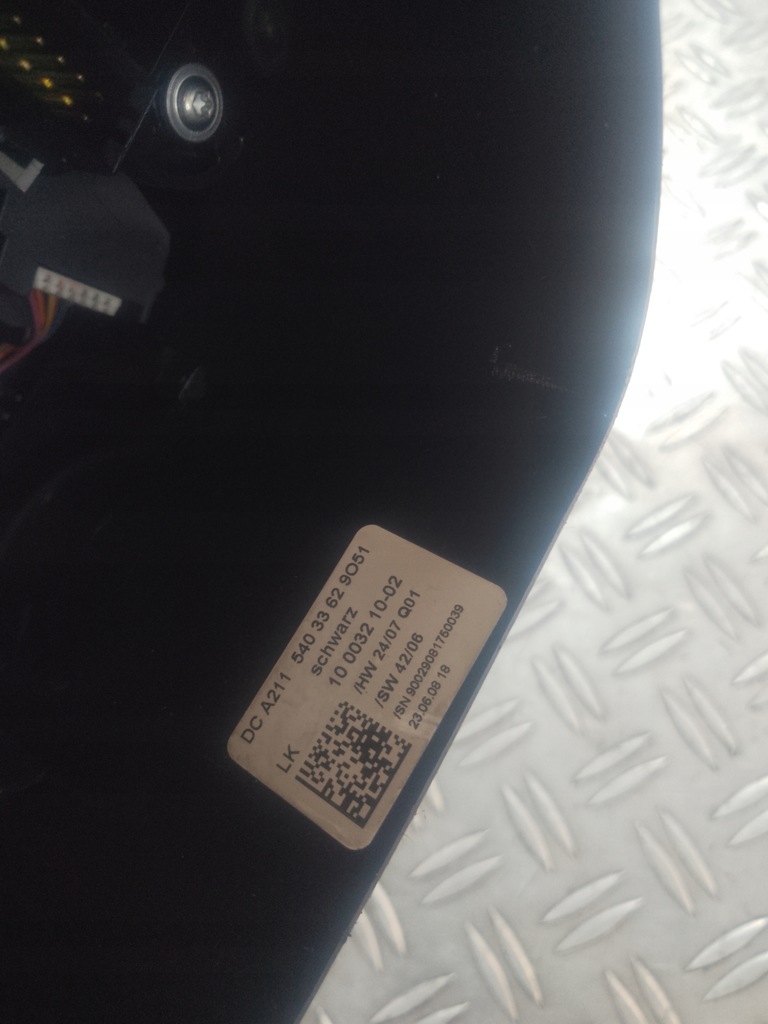 DC A211 540 33 62 9O51
schwarz
10 0032 10-02
/HW 24/07 Q01
/SW 42/06
/SN 90029081760039
23.06.08 18
LK